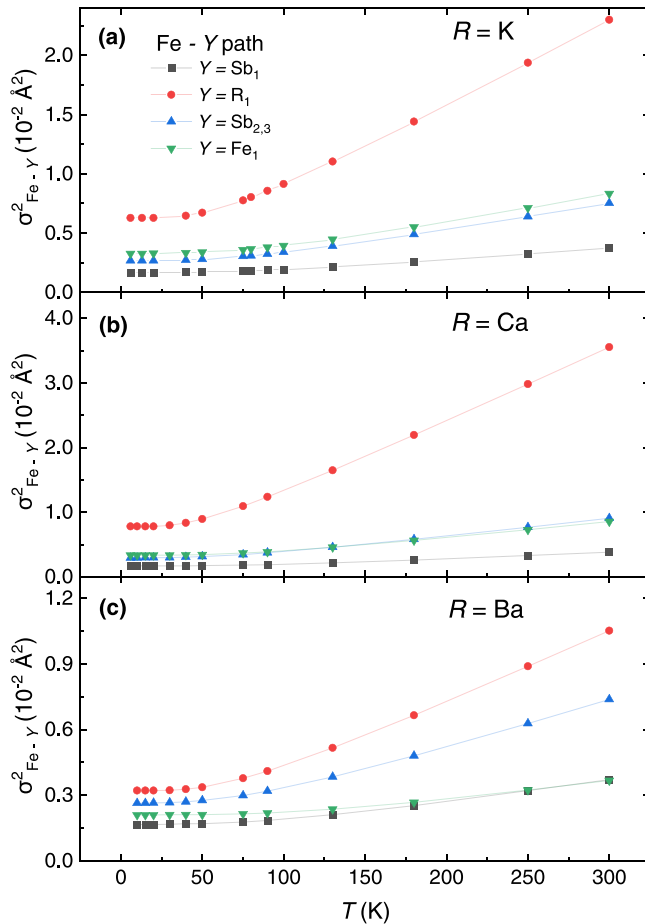 (a)
R = K
Fe - Y path
Y = Sb₁
Y = R₁
Y = Sb₂,₃
Y = Fe₁
2.0
1.5
1.0
0.5
0.0
σ²Fe - Y (10⁻² Å²)
(b)
R = Ca
4.0
3.0
2.0
1.0
0.0
σ²Fe - Y (10⁻² Å²)
(c)
R = Ba
1.2
0.9
0.6
0.3
0.0
σ²Fe - Y (10⁻² Å²)
0 50 100 150 200 250 300
T (K)